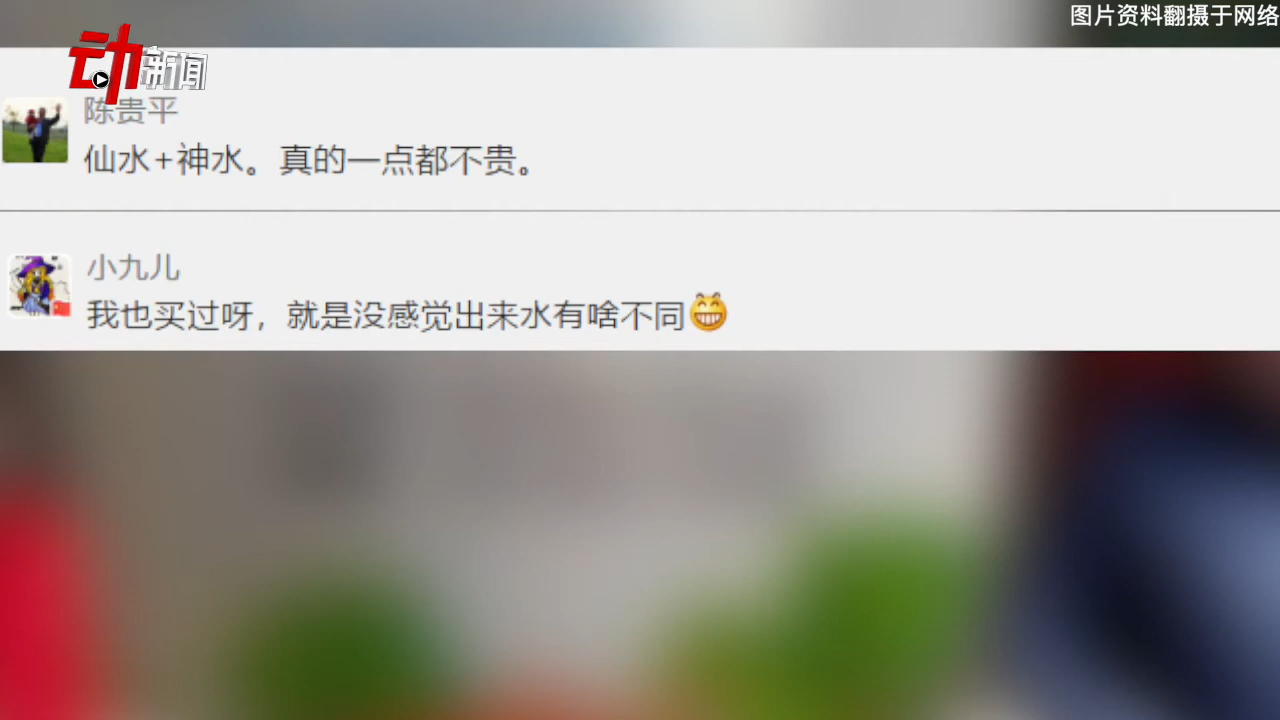 图片资料翻摄于网络
动新闻
陈贵平
仙水+神水。真的一点都不贵。
小九儿
我也买过呀，就是没感觉出来水有啥不同😁